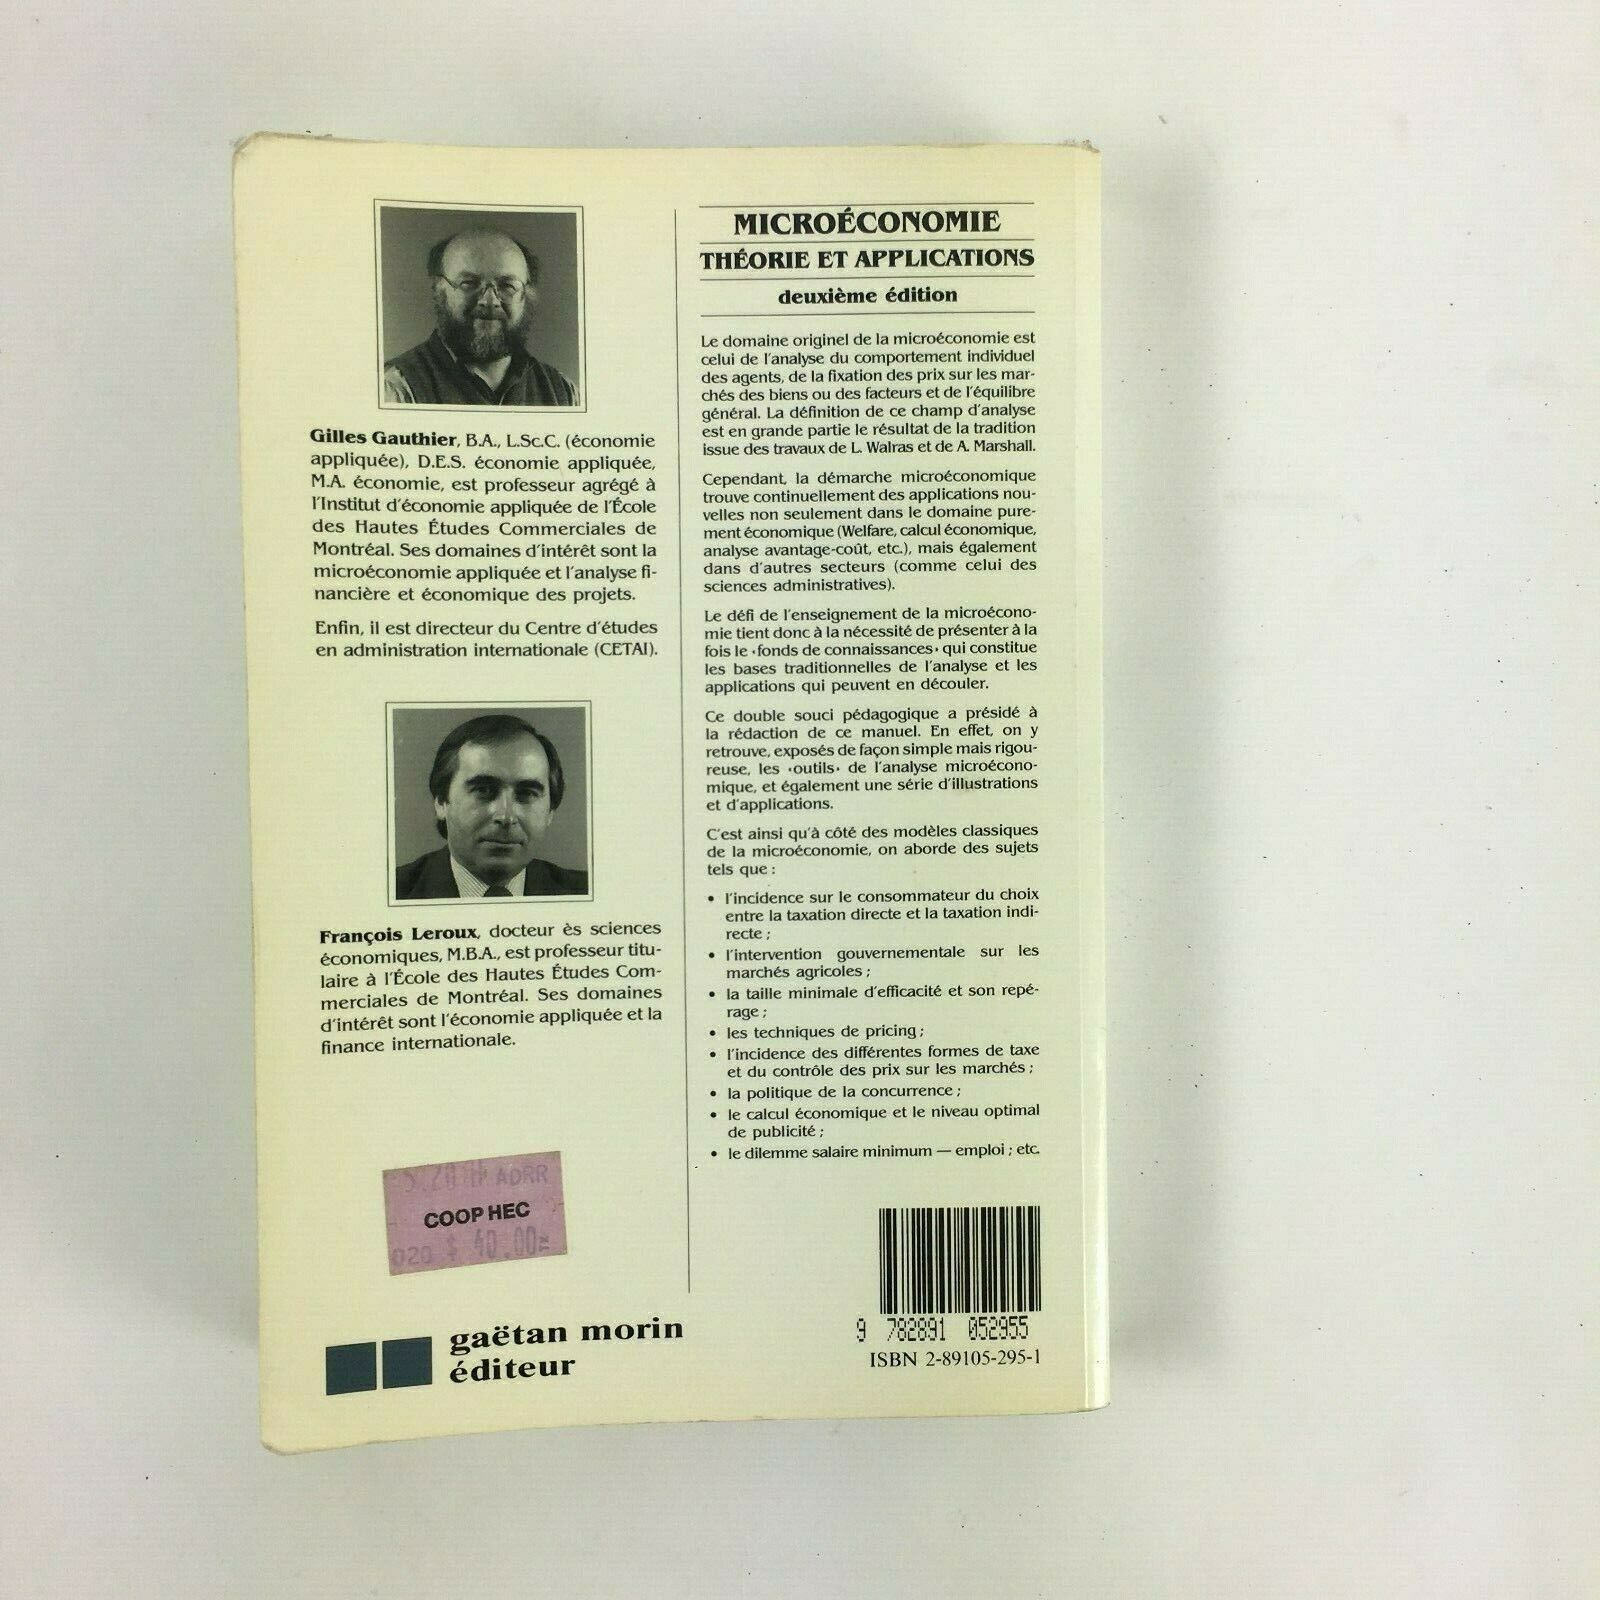 Gilles Gauthier, B.A., L.Sc.C. (économie
appliquée), D.E.S. économie appliquée,
M.A. économie, est professeur agrégé à
l'Institut d'économie appliquée de l'École
des Hautes Études Commerciales de
Montréal. Ses domaines d'intérêt sont la
microéconomie appliquée et l'analyse fi-
nancière et économique des projets.
Enfin, il est directeur du Centre d'études
en administration internationale (CETAI).
François Leroux, docteur ès sciences
économiques, M.B.A., est professeur titu-
laire à l'École des Hautes Études Com-
merciales de Montréal. Ses domaines
d'intérêt sont l'économie appliquée et la
finance internationale.
ADRR
COOP HEC
020 $ 40.00
gaëtan morin
éditeur
MICROÉCONOMIE
THÉORIE ET APPLICATIONS
deuxième édition
Le domaine originel de la microéconomie est
celui de l'analyse du comportement individuel
des agents, de la fixation des prix sur les mar-
chés des biens ou des facteurs et de l'équilibre
général. La définition de ce champ d'analyse
est en grande partie le résultat de la tradition
issue des travaux de L. Walras et de A. Marshall.
Cependant, la démarche microéconomique
trouve continuellement des applications nou-
velles non seulement dans le domaine pure-
ment économique (Welfare, calcul économique,
analyse avantage-coût, etc.), mais également
dans d'autres secteurs (comme celui des
sciences administratives).
Le défi de l'enseignement de la microécono-
mie tient donc à la nécessité de présenter à la
fois le «fonds de connaissances» qui constitue
les bases traditionnelles de l'analyse et les
applications qui peuvent en découler.
Ce double souci pédagogique a présidé à
la rédaction de ce manuel. En effet, on y
retrouve, exposés de façon simple mais rigou-
reuse, les «outils» de l'analyse microécono-
mique, et également une série d'illustrations
et d'applications.
C'est ainsi qu'à côté des modèles classiques
de la microéconomie, on aborde des sujets
tels que :
• l'incidence sur le consommateur du choix
entre la taxation directe et la taxation indi-
recte ;
• l'intervention gouvernementale sur les
marchés agricoles ;
• la taille minimale d'efficacité et son repé-
rage ;
• les techniques de pricing ;
• l'incidence des différentes formes de taxe
et du contrôle des prix sur les marchés ;
• la politique de la concurrence ;
• le calcul économique et le niveau optimal
de publicité ;
• le dilemme salaire minimum — emploi ; etc.
9 782891 052955
ISBN 2-89105-295-1